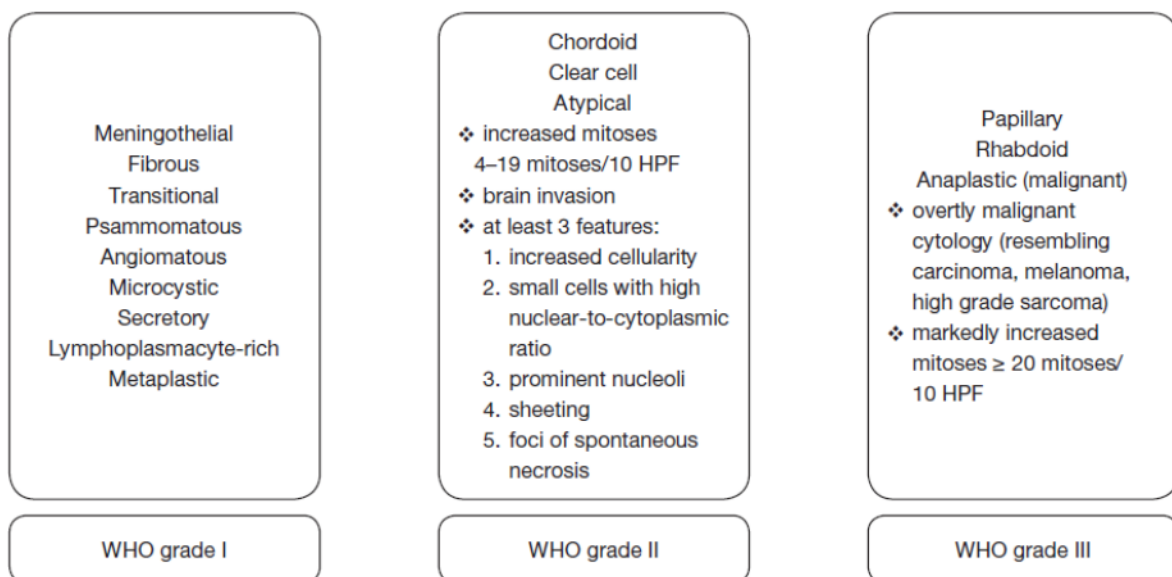 Meningothelial
Fibrous
Transitional
Psammomatous
Angiomatous
Microcystic
Secretory
Lymphoplasmacyte-rich
Metaplastic
WHO grade I
Chordoid
Clear cell
Atypical
❖ increased mitoses
4–19 mitoses/10 HPF
❖ brain invasion
❖ at least 3 features:
1. increased cellularity
2. small cells with high
nuclear-to-cytoplasmic
ratio
3. prominent nucleoli
4. sheeting
5. foci of spontaneous
necrosis
WHO grade II
Papillary
Rhabdoid
Anaplastic (malignant)
❖ overtly malignant
cytology (resembling
carcinoma, melanoma,
high grade sarcoma)
❖ markedly increased
mitoses ≥ 20 mitoses/
10 HPF
WHO grade III